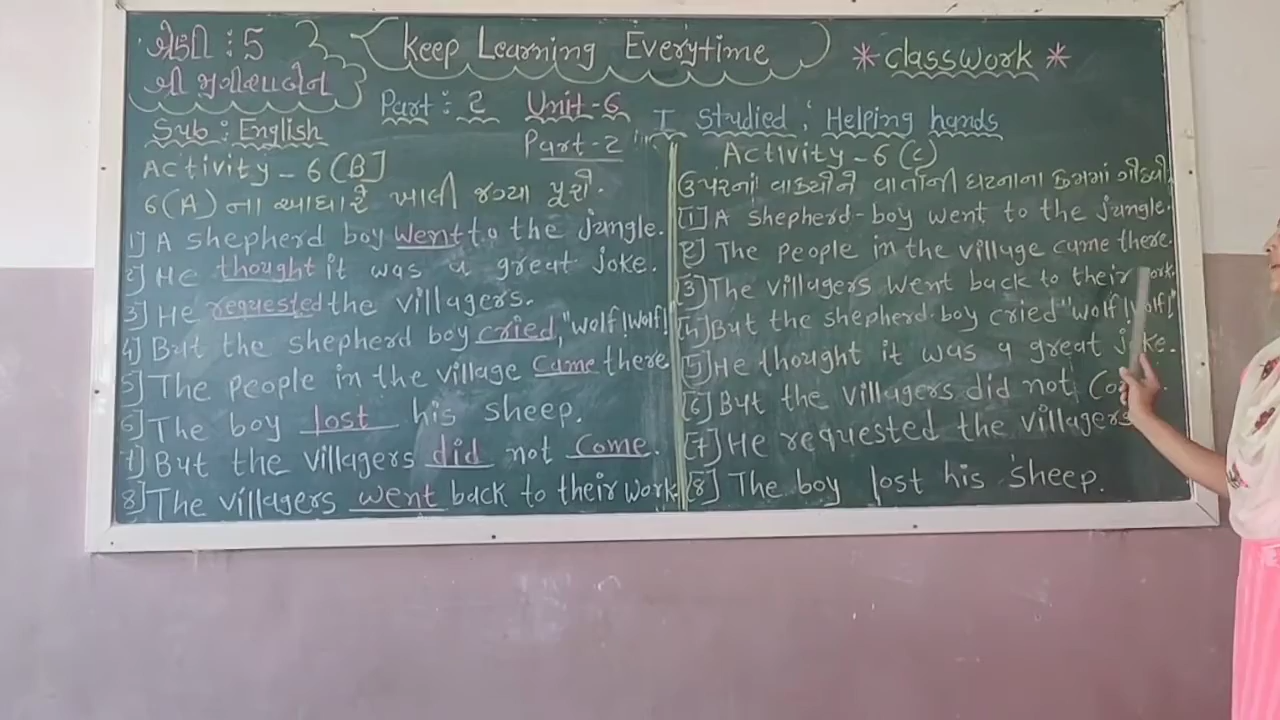 શ્રેણી : 5
Keep Learning Everytime
* Classwork *
શ્રી મુગીશાબેન
Part : 2 Unit-6
I Studied : Helping hands
Sub : English
Part-2
Activity - 6(B]
6(A) ના આધારે ખાલી જગ્યા પૂરો.
1] A shepherd boy went to the jungle.
2] He thought it was a great joke.
3] He requested the villagers.
4] But the shepherd boy cried, "wolf! wolf!
5] The people in the village came there
6] The boy lost his sheep.
7] But the villagers did not come.
8] The villagers went back to their work.
Activity - 6(C)
ઉપરનાં વાક્યોને વાર્તાની ઘટનાના ક્રમમાં ગોઠવો.
[1] A shepherd-boy went to the jungle.
2] The people in the village came there.
3] The villagers went back to their work.
[4] But the shepherd-boy cried "wolf! wolf!"
[5] He thought it was a great joke.
[6] But the villagers did not
[7] He requested the villagers
[8] The boy lost his sheep.